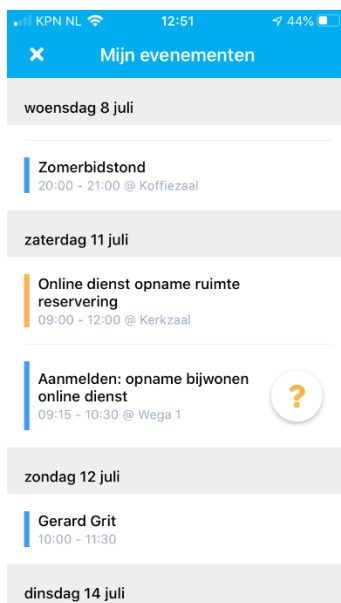 KPN NL 12:51 44%
× Mijn evenementen
woensdag 8 juli
Zomerbidstond
20:00 - 21:00 @ Koffiezaal
zaterdag 11 juli
Online dienst opname ruimte
reservering
09:00 - 12:00 @ Kerkzaal
Aanmelden: opname bijwonen
online dienst
09:15 - 10:30 @ Wega 1
?
zondag 12 juli
Gerard Grit
10:00 - 11:30
dinsdag 14 juli